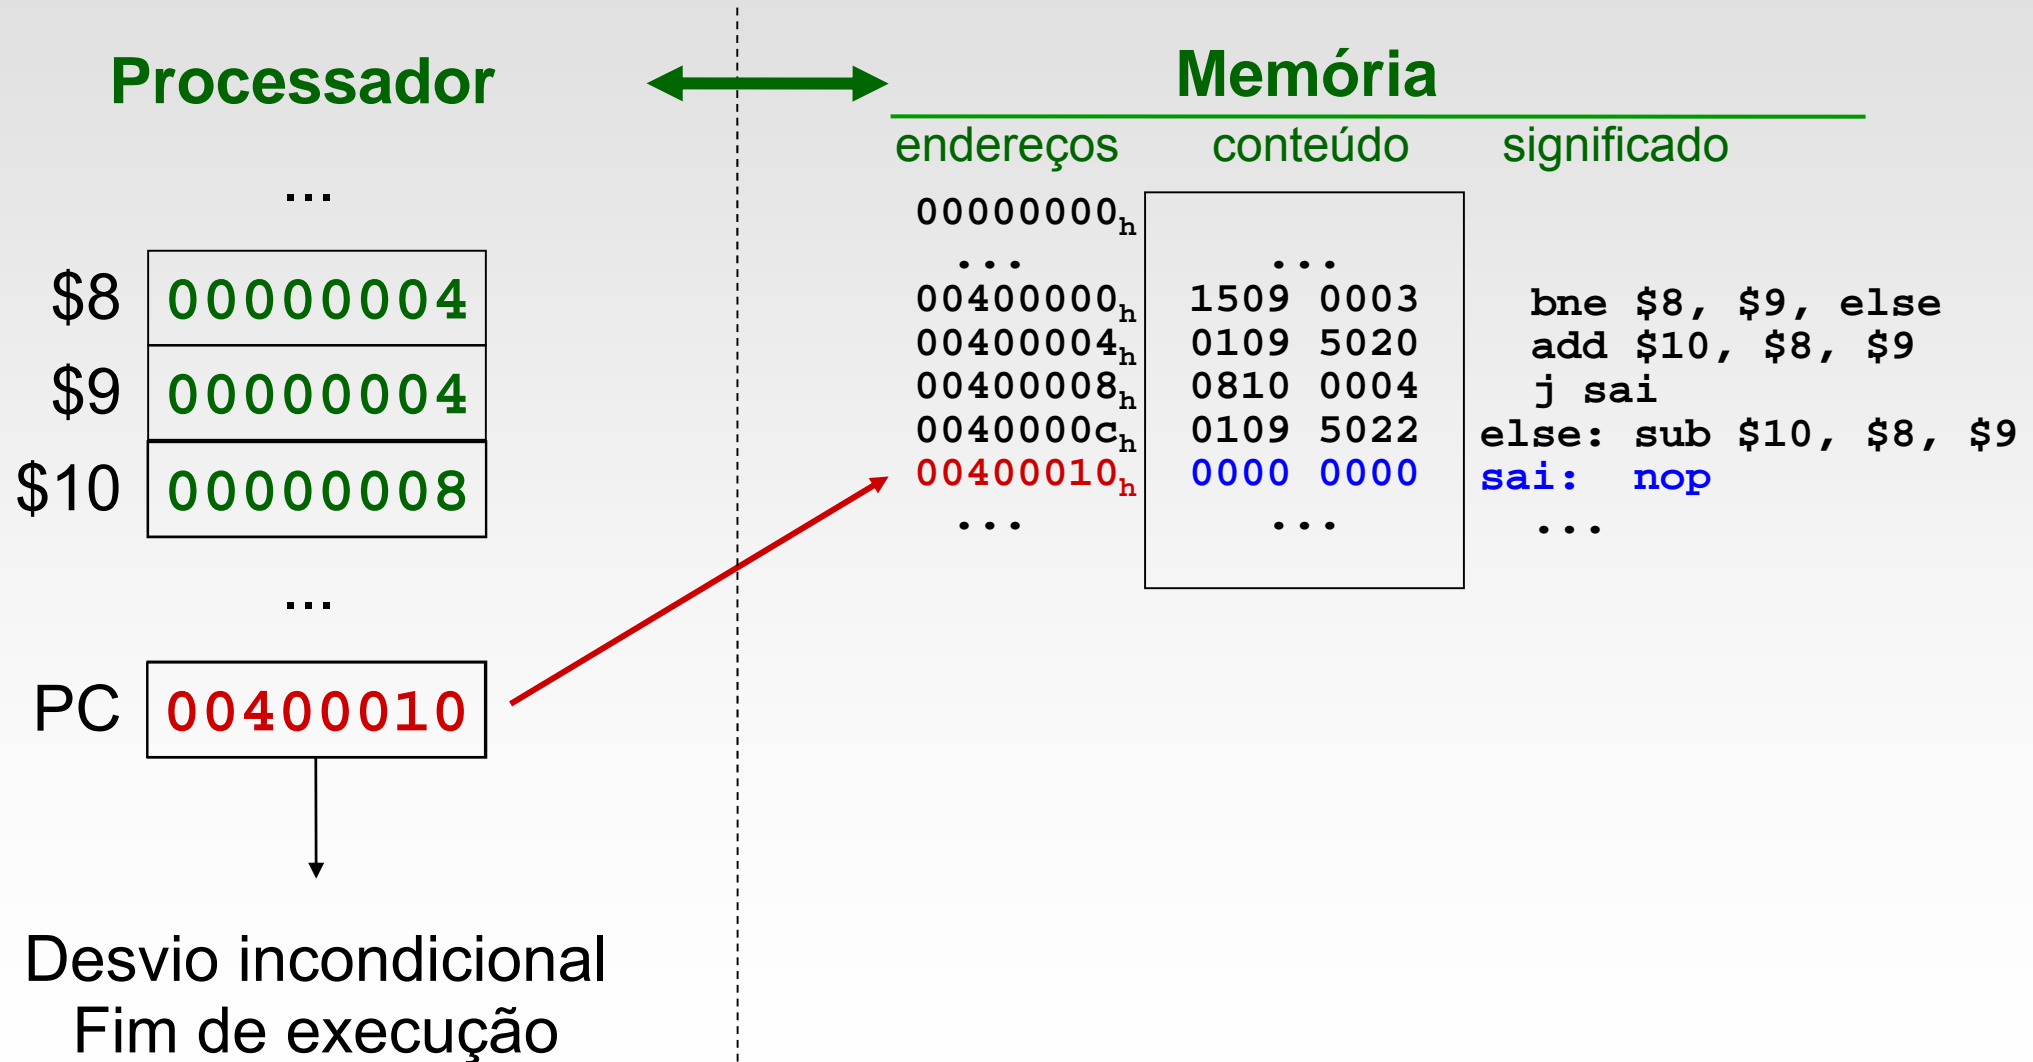 Processador
...
$8 00000004
$9 00000004
$10 00000008
...
PC 00400010
Desvio incondicional
Fim de execução
Memória
endereços conteúdo significado
00000000h
... ...
00400000h 1509 0003 bne $8, $9, else
00400004h 0109 5020 add $10, $8, $9
00400008h 0810 0004 j sai
0040000ch 0109 5022 else: sub $10, $8, $9
00400010h 0000 0000 sai: nop
... ... ...